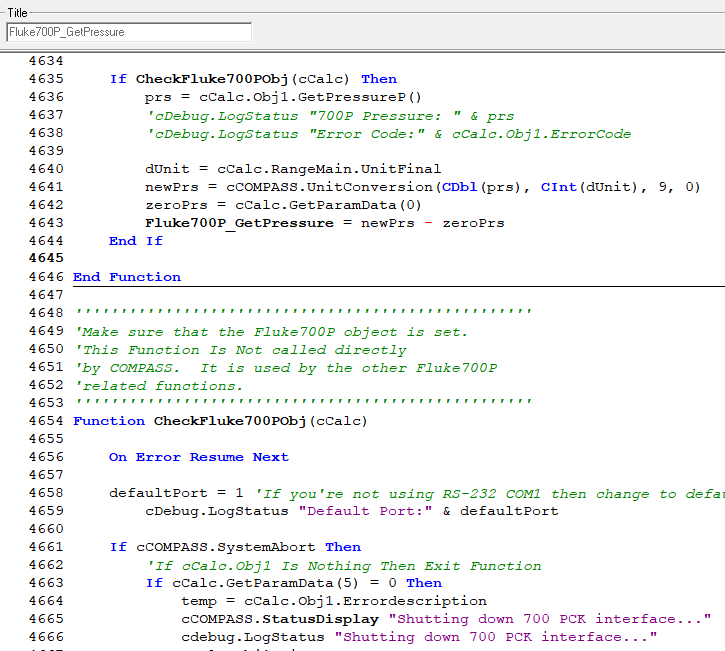 Title
Fluke700P_GetPressure
4634
4635 If CheckFluke700PObj(cCalc) Then
4636 prs = cCalc.Obj1.GetPressureP()
4637 'cDebug.LogStatus "700P Pressure: " & prs
4638 'cDebug.LogStatus "Error Code:" & cCalc.Obj1.ErrorCode
4639
4640 dUnit = cCalc.RangeMain.UnitFinal
4641 newPrs = cCOMPASS.UnitConversion(CDbl(prs), CInt(dUnit), 9, 0)
4642 zeroPrs = cCalc.GetParamData(0)
4643 Fluke700P_GetPressure = newPrs - zeroPrs
4644 End If
4645
4646 End Function
4647
4648 '''''''''''''''''''''''''''''''''''''''''''''''''''
4649 'Make sure that the Fluke700P object is set.
4650 'This Function Is Not called directly
4651 'by COMPASS.  It is used by the other Fluke700P
4652 'related functions.
4653 '''''''''''''''''''''''''''''''''''''''''''''''''''
4654 Function CheckFluke700PObj(cCalc)
4655
4656 On Error Resume Next
4657
4658 defaultPort = 1 'If you're not using RS-232 COM1 then change to defau
4659 cDebug.LogStatus "Default Port:" & defaultPort
4660
4661 If cCOMPASS.SystemAbort Then
4662 'If cCalc.Obj1 Is Nothing Then Exit Function
4663 If cCalc.GetParamData(5) = 0 Then
4664 temp = cCalc.Obj1.Errordescription
4665 cCOMPASS.StatusDisplay "Shutting down 700 PCK interface..."
4666 cdebug.LogStatus "Shutting down 700 PCK interface..."